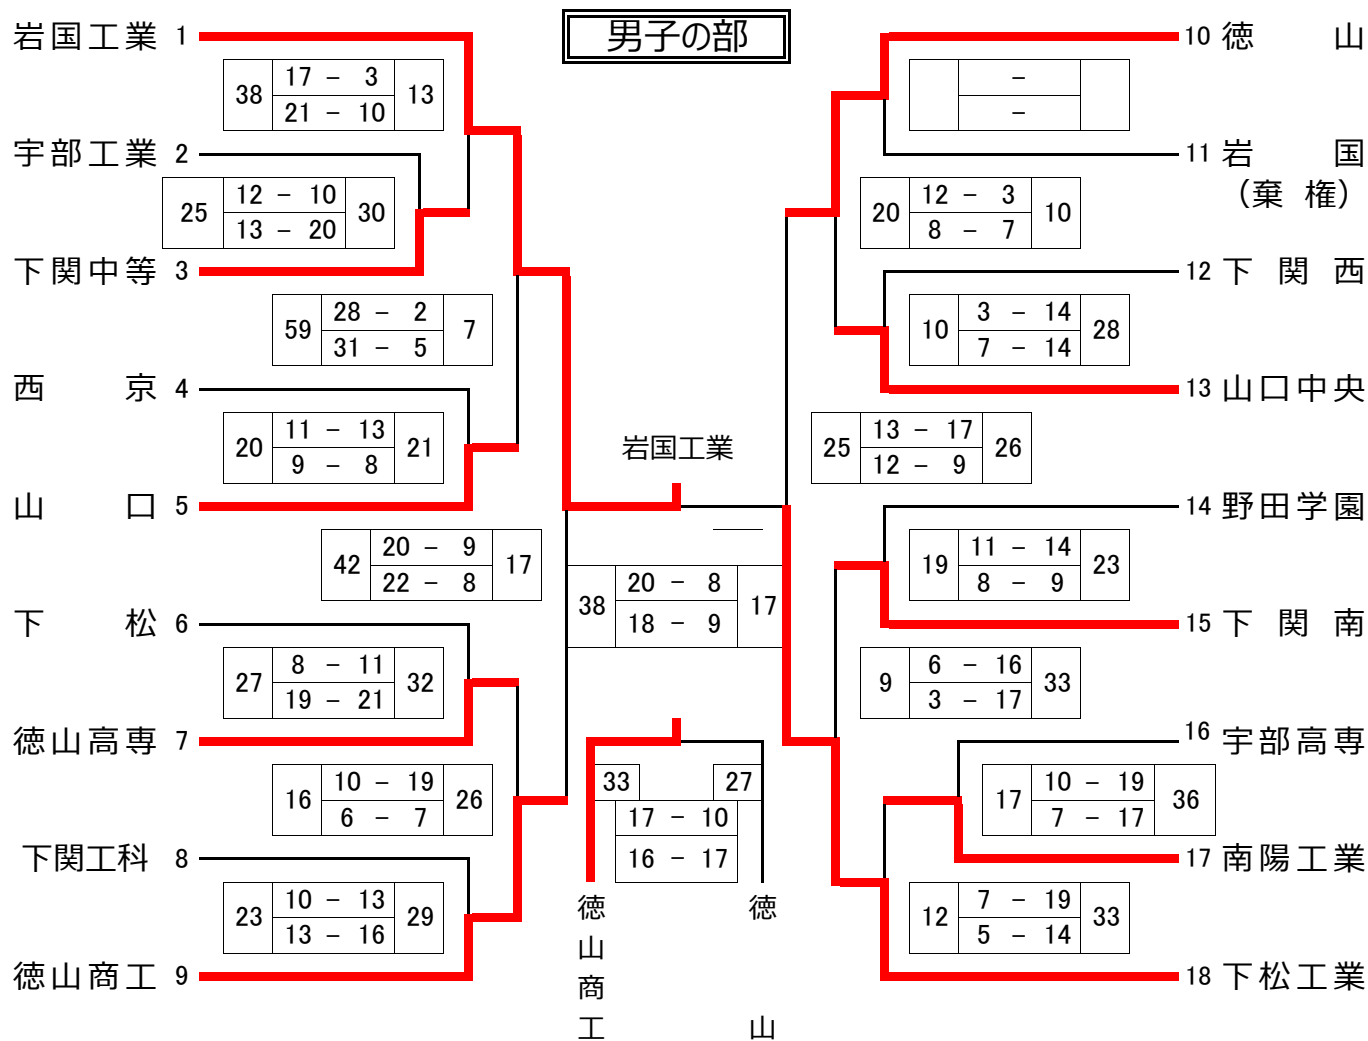 男子の部
岩国工業 1
38 17 － 3 13
21 － 10
宇部工業 2
25 12 － 10 30
13 － 20
下関中等 3
59 28 － 2 7
31 － 5
西京 4
20 11 － 13 21
9 － 8
山口 5
42 20 － 9 17
22 － 8
下松 6
27 8 － 11 32
19 － 21
徳山高専 7
16 10 － 19 26
6 － 7
下関工科 8
23 10 － 13 29
13 － 16
徳山商工 9
岩国工業
38 20 － 8 17
18 － 9
33 27
17 － 10
16 － 17
徳山商工
徳山
10 徳山
－
－
11 岩国
（棄権）
20 12 － 3 10
8 － 7
12 下関西
10 3 － 14 28
7 － 14
13 山口中央
25 13 － 17 26
12 － 9
14 野田学園
19 11 － 14 23
8 － 9
15 下関南
9 6 － 16 33
3 － 17
16 宇部高専
17 10 － 19 36
7 － 17
17 南陽工業
12 7 － 19 33
5 － 14
18 下松工業